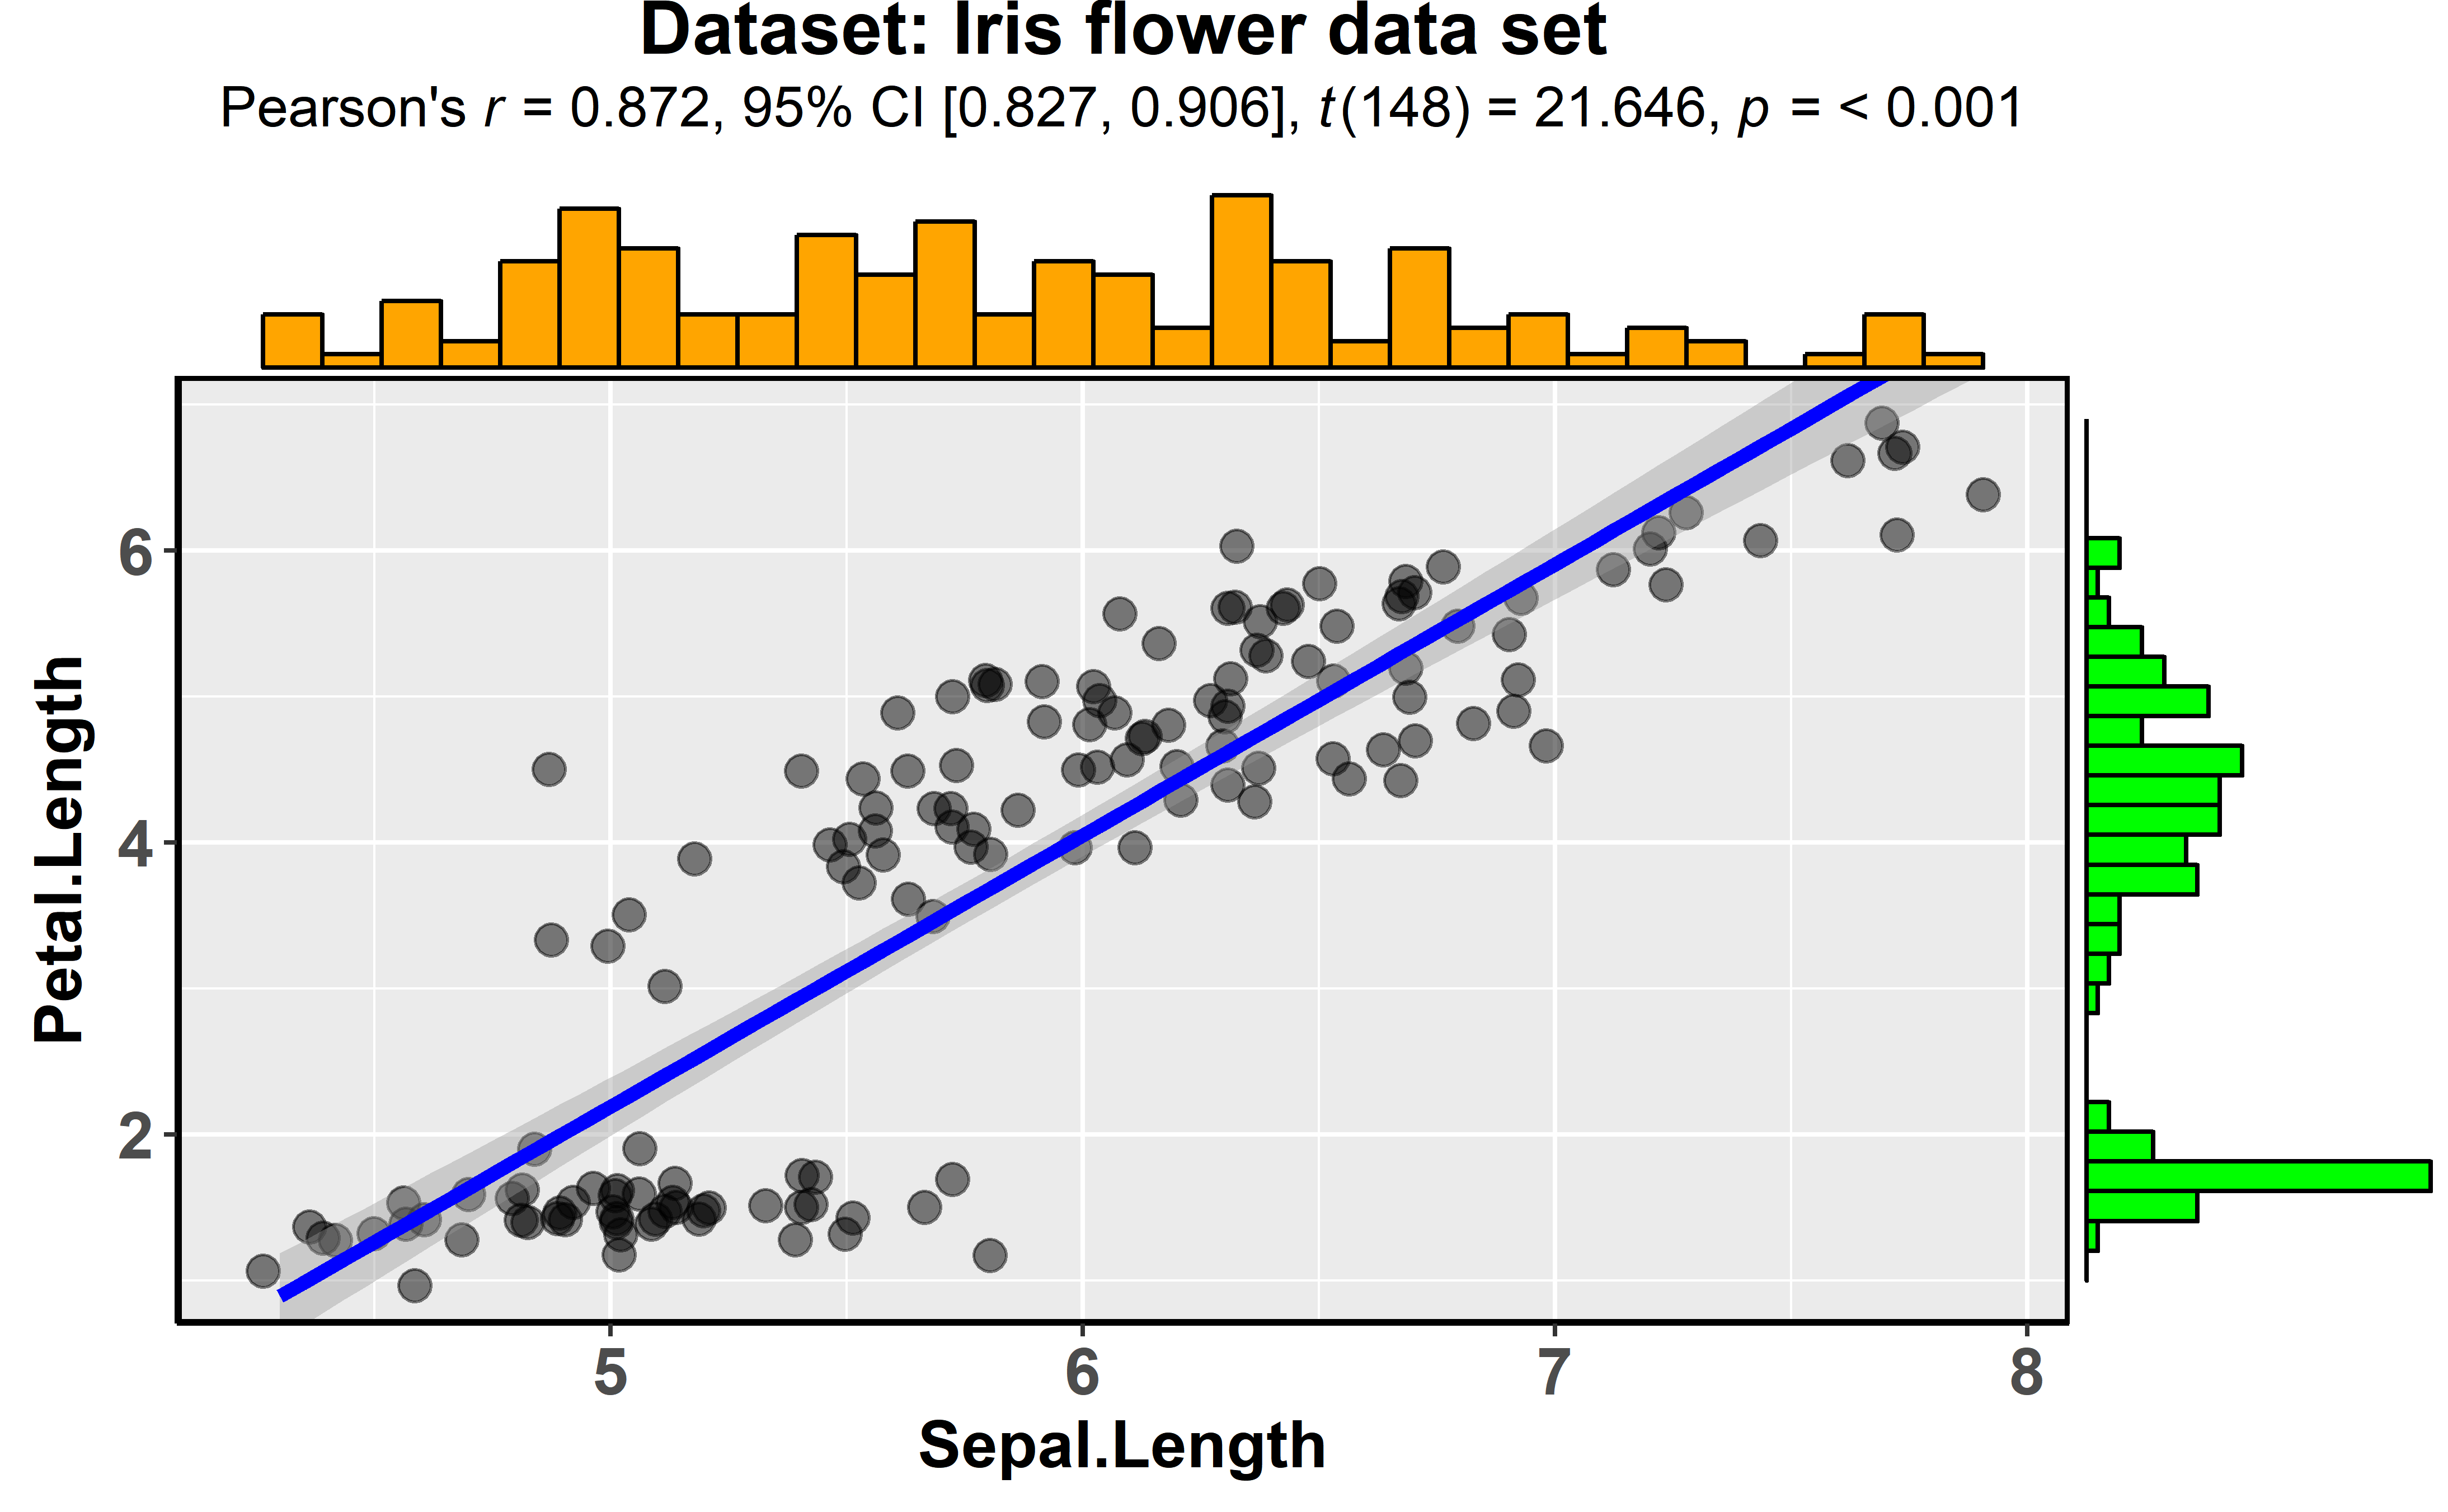 Dataset: Iris flower data set
Pearson's r = 0.872, 95% CI [0.827, 0.906], t(148) = 21.646, p = < 0.001
6
4
2
Petal.Length
5 6 7 8
Sepal.Length